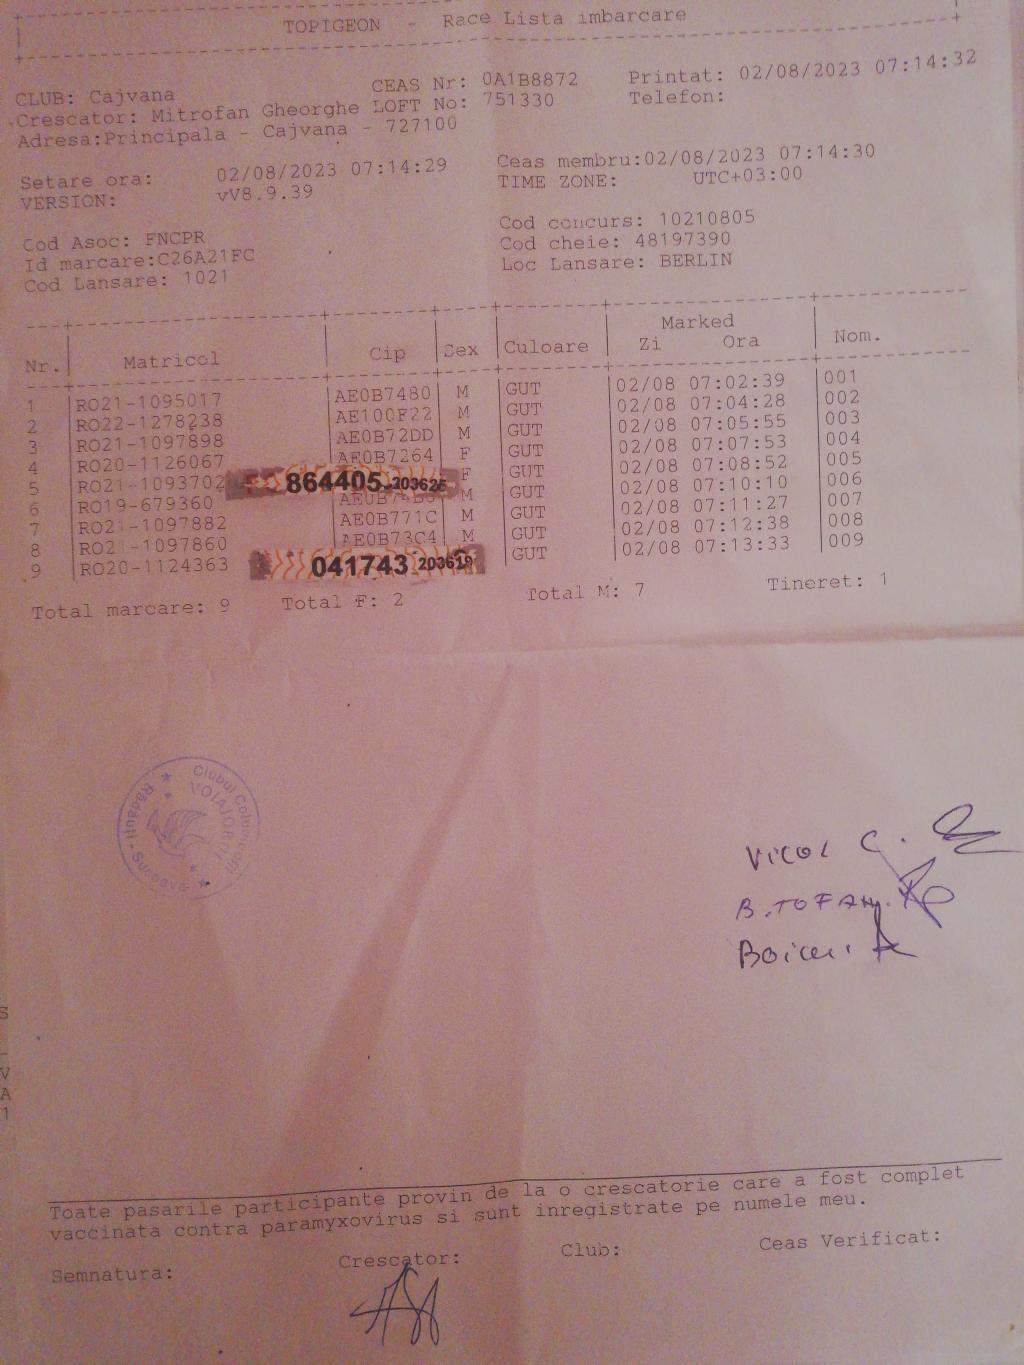 TOPIGEON - Race Lista imbarcare
CLUB: Cajvana CEAS Nr: 0A1B8872 Printat: 02/08/2023 07:14:32
Crescator: Mitrofan Gheorghe LOFT No: 751330 Telefon:
Adresa:Principala - Cajvana - 727100
Setare ora: 02/08/2023 07:14:29 Ceas membru:02/08/2023 07:14:30
VERSION: vV8.9.39 TIME ZONE: UTC+03:00
Cod concurs: 10210805
Cod Asoc: FNCPR Cod cheie: 48197390
Id marcare:C26A21FC Loc Lansare: BERLIN
Cod Lansare: 1021
Marked
Nr. Matricol Cip Sex Culoare Zi Ora Nom.
1 RO21-1095017 AE0B7480 M GUT 02/08 07:02:39 001
2 RO22-1278238 AE100F22 M GUT 02/08 07:04:28 002
3 RO21-1097898 AE0B72DD M GUT 02/08 07:05:55 003
4 RO20-1126067 AE0B7264 F GUT 02/08 07:07:53 004
5 RO21-1093702 864405 203625 F GUT 02/08 07:08:52 005
6 RO19-679360 M GUT 02/08 07:10:10 006
7 RO21-1097882 AE0B771C M GUT 02/08 07:11:27 007
8 RO21-1097860 AE0B73C4 M GUT 02/08 07:12:38 008
9 RO20-1124363 041743 203619 GUT 02/08 07:13:33 009
Total marcare: 9 Total F: 2 Total M: 7 Tineret: 1
Clubul
VOIAJORII
Rădăuți - Suceava
VICOL C.
B. TOFAN.
Toate pasarile participante provin de la o crescatorie care a fost complet
vaccinata contra paramyxovirus si sunt inregistrate pe numele meu.
Semnatura: Crescator: Club: Ceas Verificat: